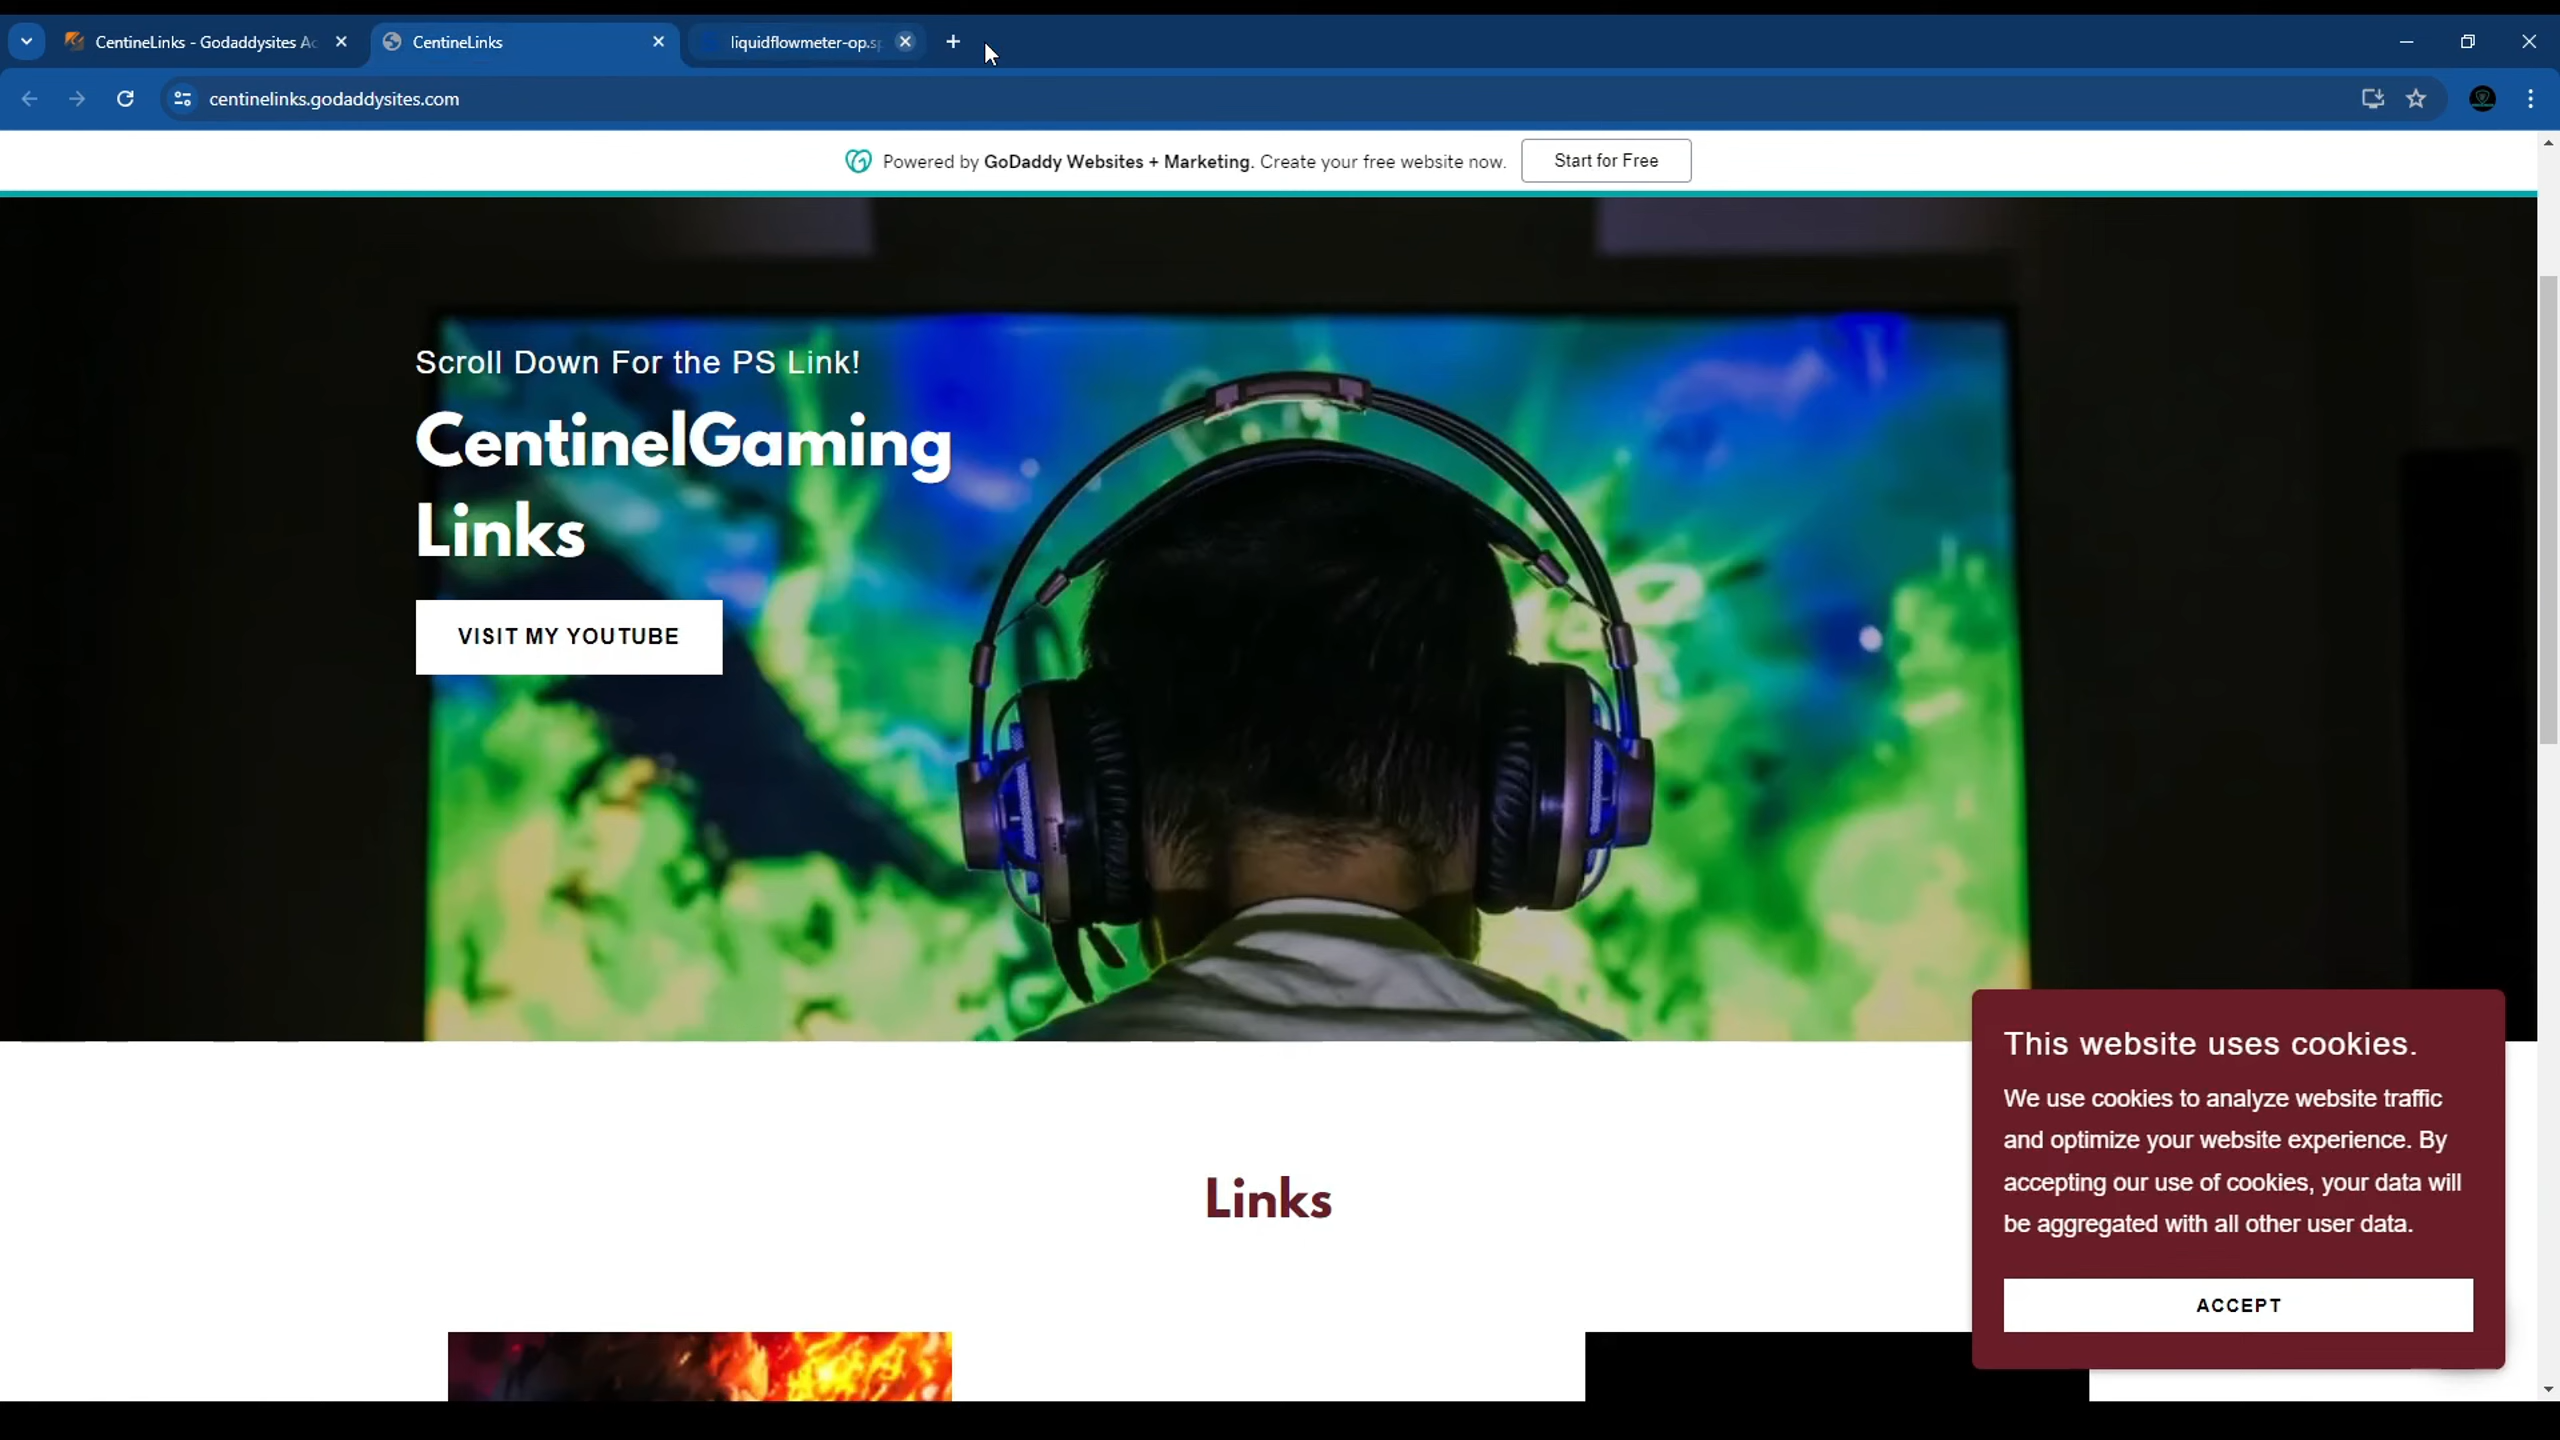 CentineLinks - Godaddysites Ac
CentineLinks
liquidflowmeter-op.sp
centinelinks.godaddysites.com
Powered by GoDaddy Websites + Marketing. Create your free website now.
Start for Free
Scroll Down For the PS Link!
CentinelGaming
Links
VISIT MY YOUTUBE
Links
This website uses cookies.
We use cookies to analyze website traffic
and optimize your website experience. By
accepting our use of cookies, your data will
be aggregated with all other user data.
ACCEPT